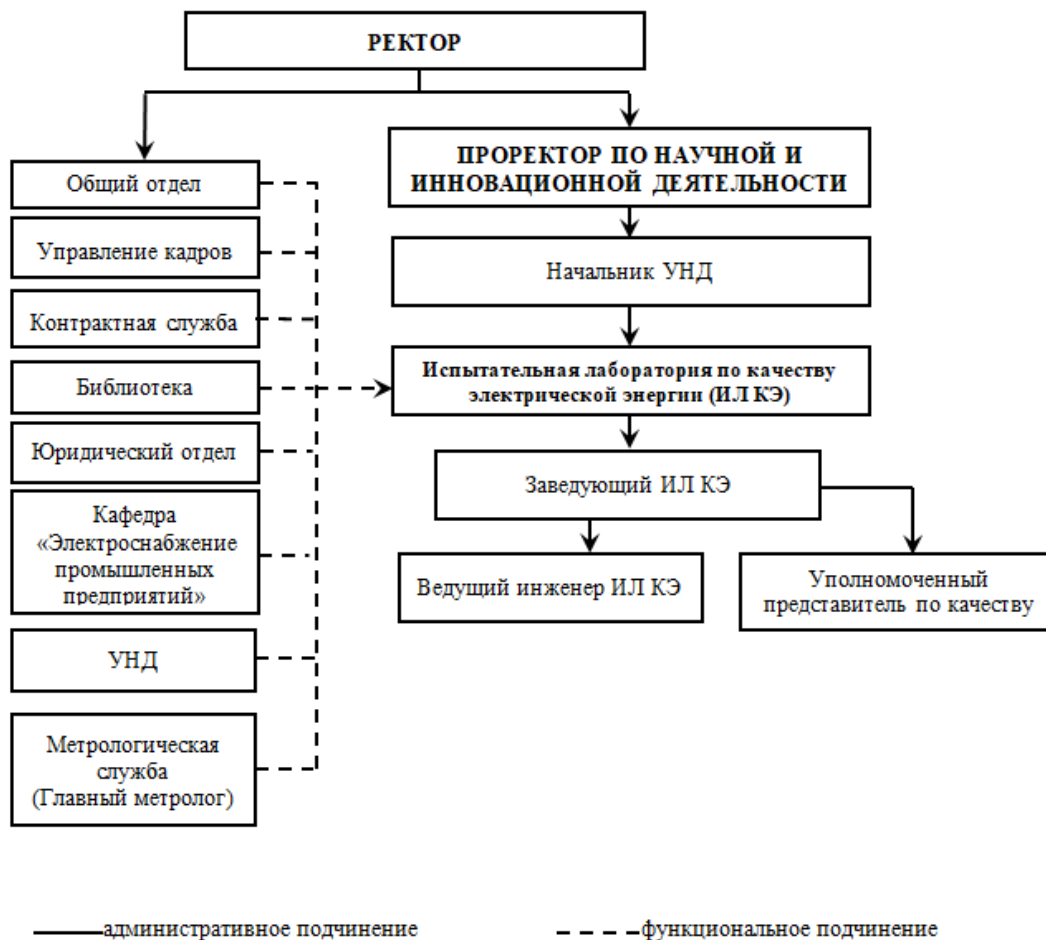 РЕКТОР
ПРОРЕКТОР ПО НАУЧНОЙ И
ИННОВАЦИОННОЙ ДЕЯТЕЛЬНОСТИ
Общий отдел
Управление кадров
Начальник УНД
Контрактная служба
Испытательная лаборатория по качеству
электрической энергии (ИЛ КЭ)
Библиотека
Юридический отдел
Заведующий ИЛ КЭ
Кафедра
«Электроснабжение
промышленных
предприятий»
Ведущий инженер ИЛ КЭ
Уполномоченный
представитель по качеству
УНД
Метрологическая
служба
(Главный метролог)
административное подчинение
функциональное подчинение